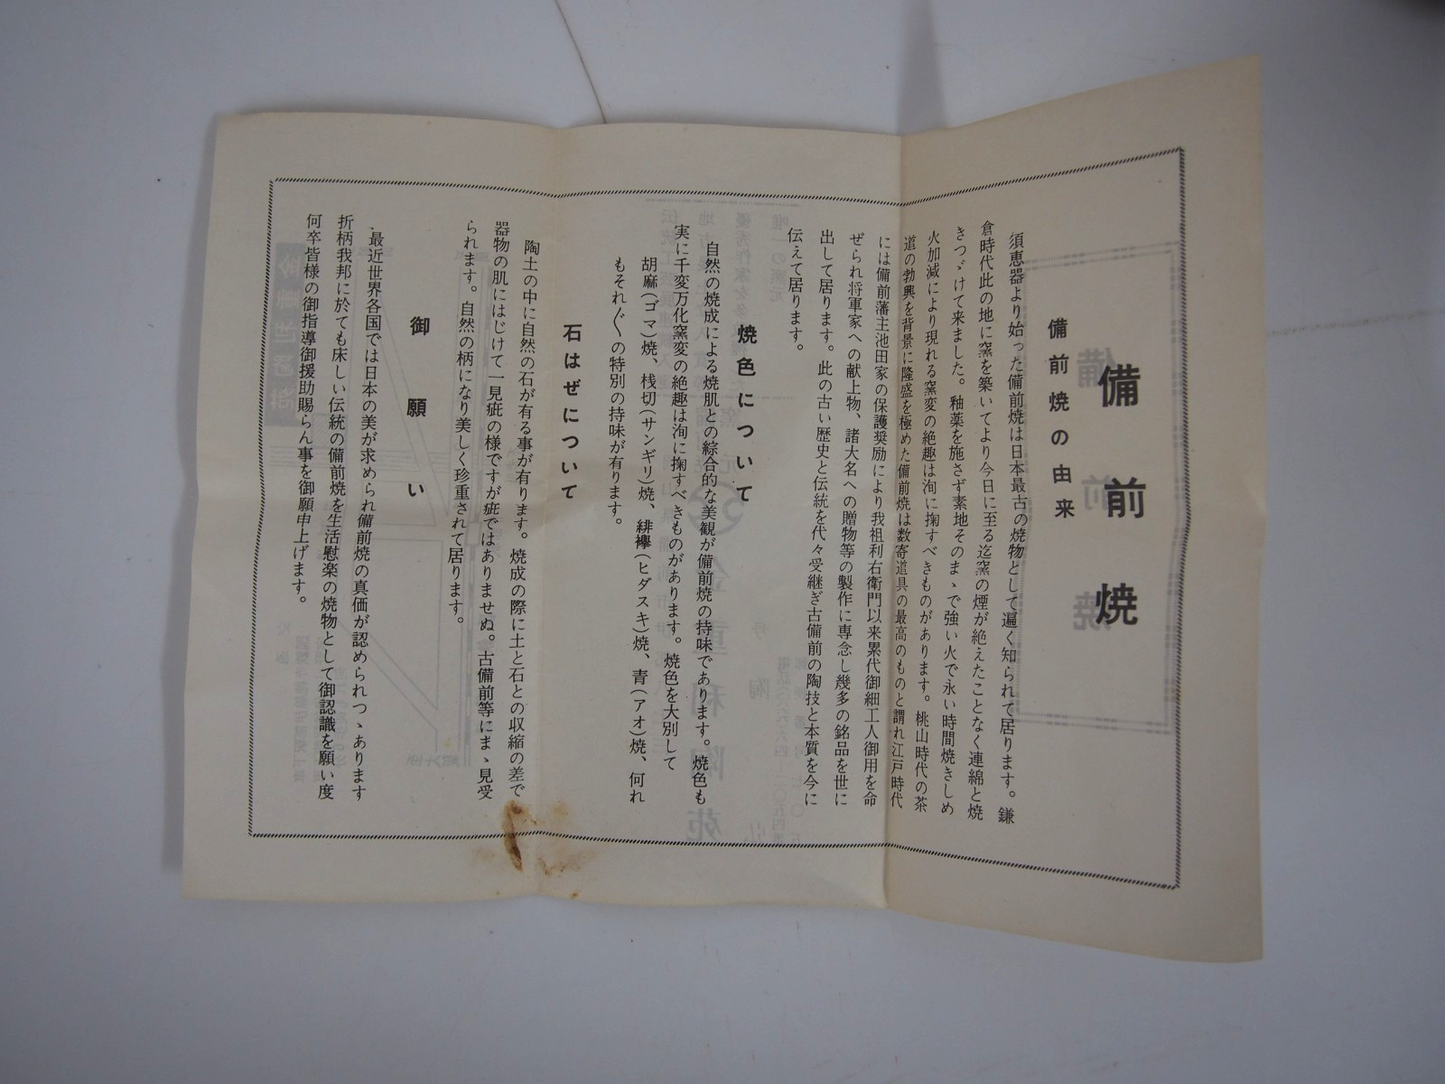 備前焼
備前焼の由来
須恵器より始った備前焼は日本最古の焼物として遍く知られて居ります。鎌
倉時代此の地に窯を築いてより今日に至る迄窯の煙が絶えたことなく連綿と焼
きつゞけて来ました。釉薬を施さず素地そのまゝで強い火で永い時間焼きしめ
火加減により現れる窯変の絶趣は洵に掬すべきものがあります。桃山時代の茶
道の勃興を背景に隆盛を極めた備前焼は数寄道具の最高のものと謂れ江戸時代
には備前藩主池田家の保護奨励により我祖利右衛門以来累代御細工人御用を命
ぜられ将軍家への献上物、諸大名への贈物等の製作に専念し幾多の銘品を世に
出して居ります。此の古い歴史と伝統を代々受継ぎ古備前の陶技と本質を今に
伝えて居ります。
焼色について
自然の焼成による焼肌との綜合的な美観が備前焼の持味であります。焼色も
実に千変万化窯変の絶趣は洵に掬すべきものがあります。焼色を大別して
胡麻(ゴマ)焼、桟切(サンギリ)焼、緋襷(ヒダスキ)焼、青(アオ)焼、何れ
もそれ〲の特別の持味が有ります。
石はぜについて
陶土の中に自然の石が有る事が有ります。焼成の際に土と石との収縮の差で
器物の肌にはじけて一見疵の様ですが疵ではありませぬ。古備前等にまゝ見受
られます。自然の柄になり美しく珍重されて居ります。
御願い
最近世界各国では日本の美が求められ備前焼の真価が認められつゝあります
折柄我邦に於ても床しい伝統の備前焼を生活慰楽の焼物として御認識を願い度
何卒皆様の御指導御援助賜らん事を御願申上げます。